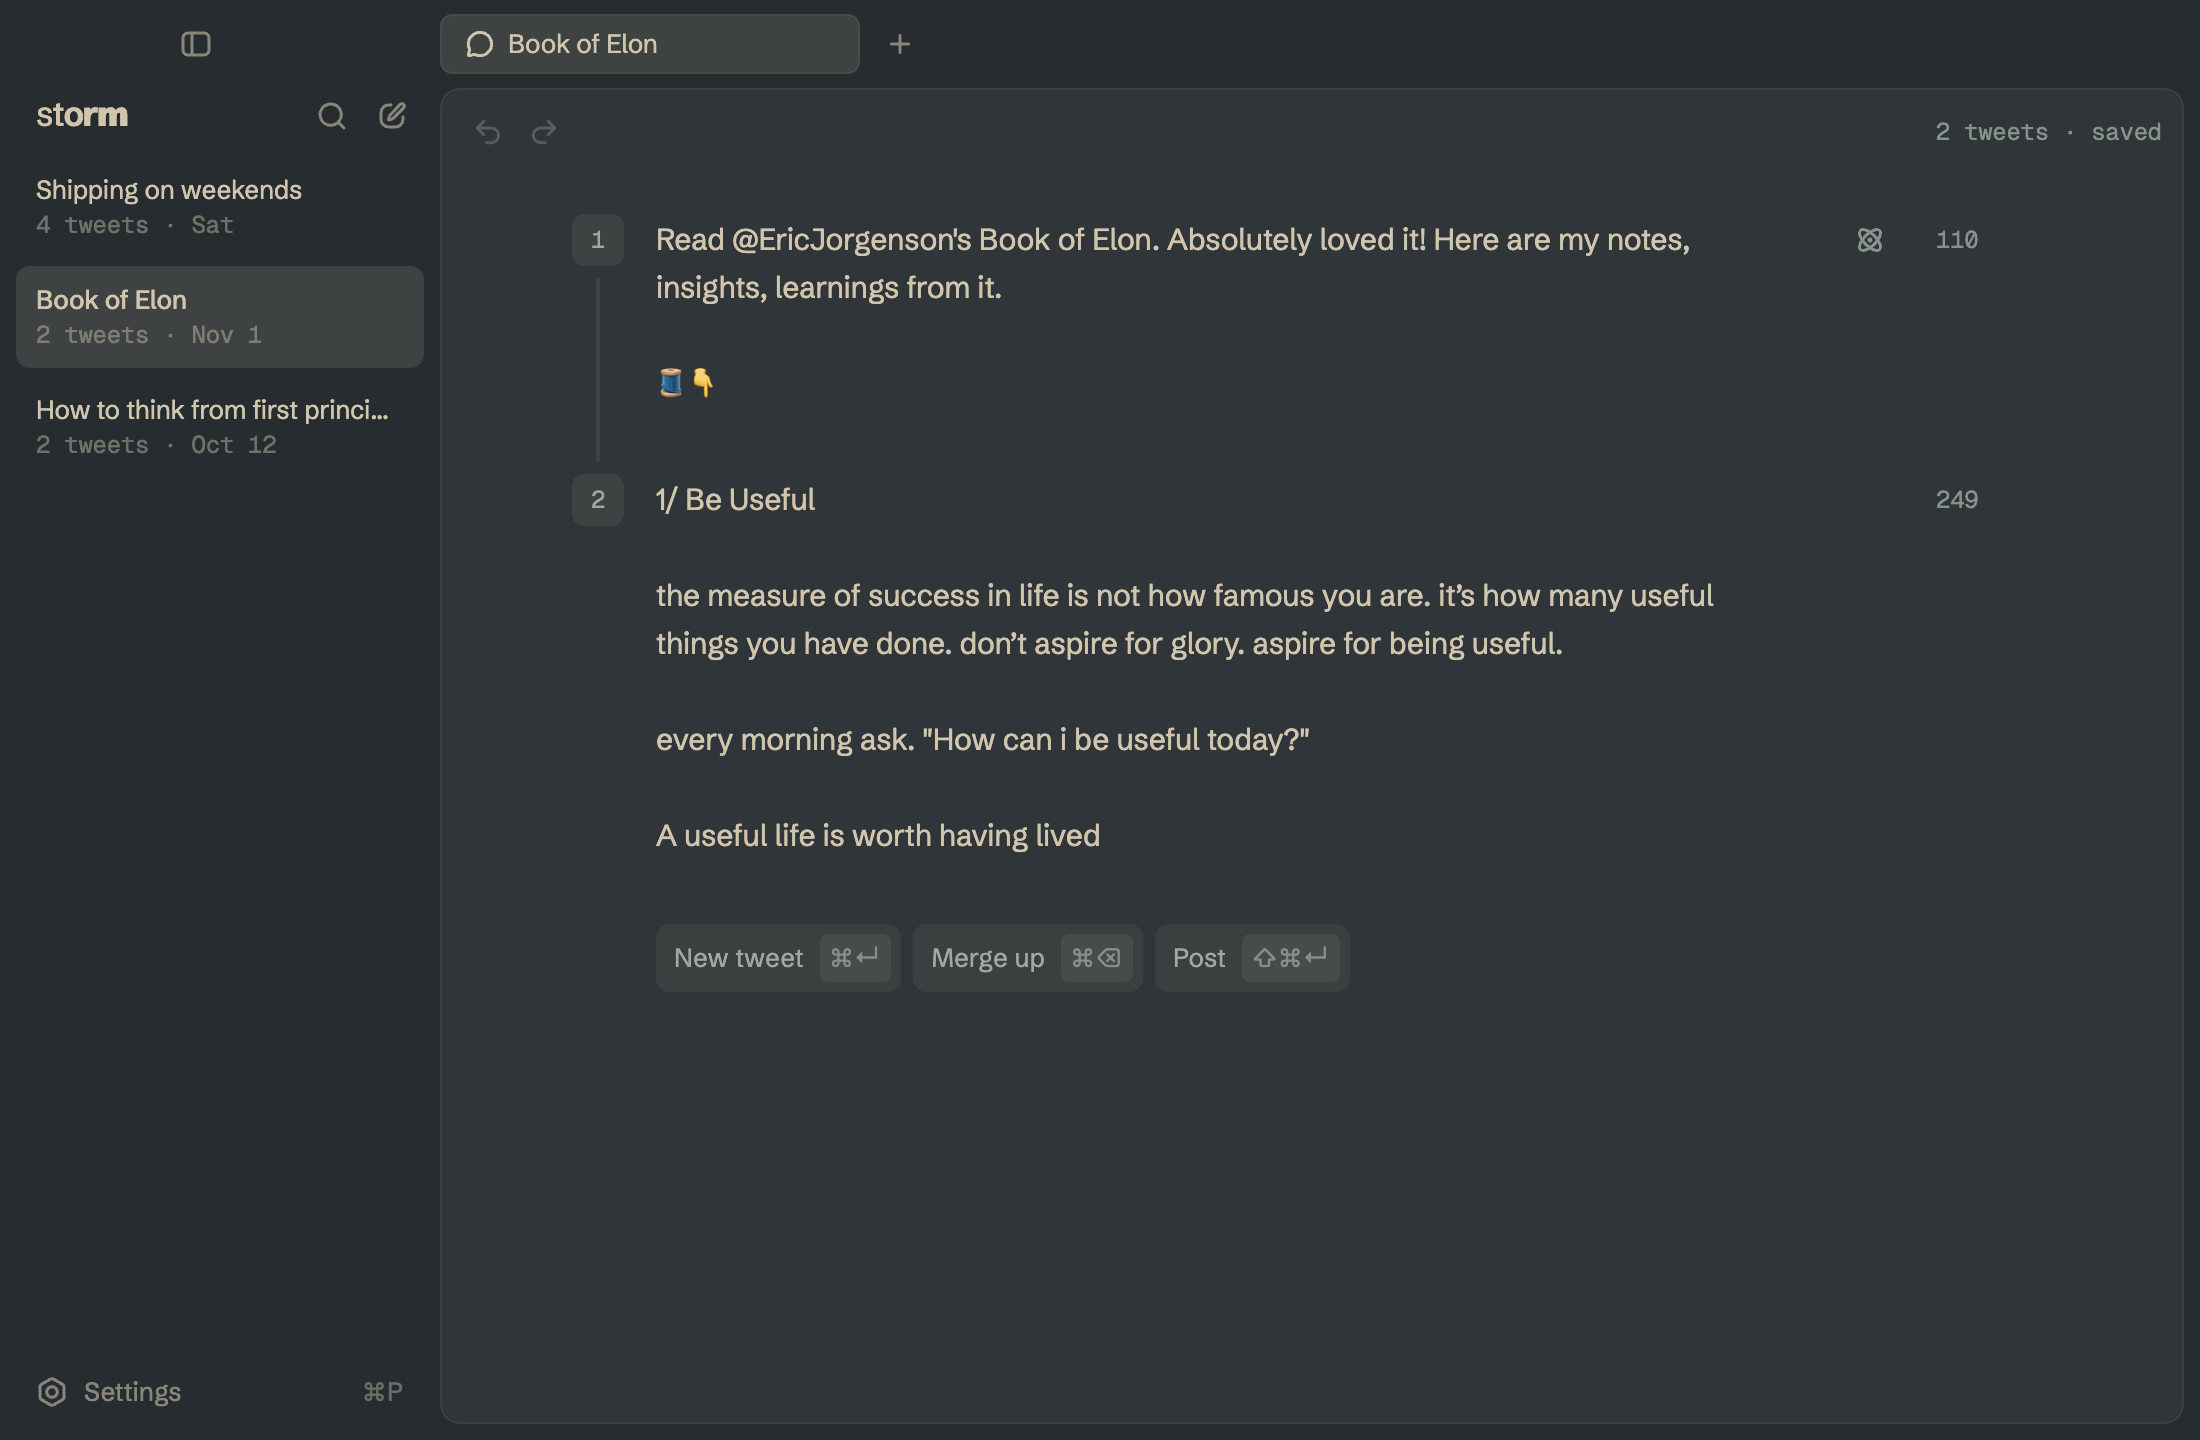 Book of Elon
storm
Shipping on weekends
4 tweets · Sat
Book of Elon
2 tweets · Nov 1
How to think from first princi...
2 tweets · Oct 12
Settings ⌘P
2 tweets · saved
1 Read @EricJorgenson's Book of Elon. Absolutely loved it! Here are my notes, 110
insights, learnings from it.
🧵👇
2 1/ Be Useful 249
the measure of success in life is not how famous you are. it’s how many useful
things you have done. don’t aspire for glory. aspire for being useful.
every morning ask. "How can i be useful today?"
A useful life is worth having lived
New tweet ⌘↵ Merge up ⌘⌫ Post ⇧⌘↵